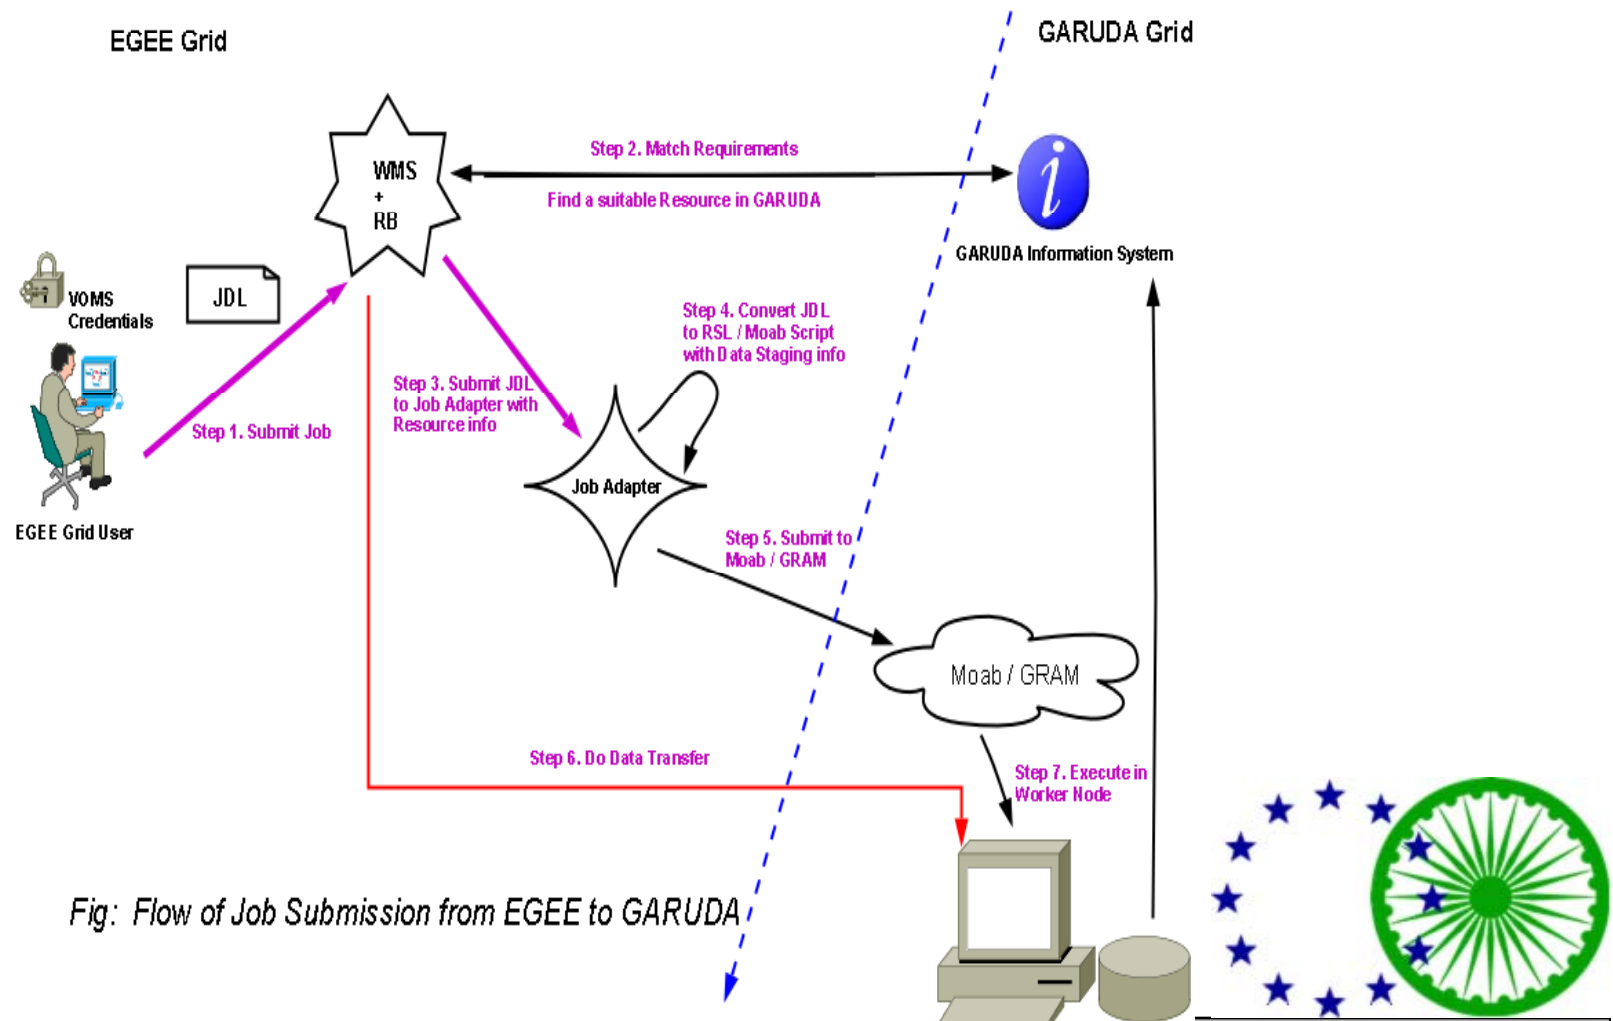 EGEE Grid
GARUDA Grid
WMS
+
RB
Step 2. Match Requirements
Find a suitable Resource in GARUDA
i
GARUDA Information System
VOMS
Credentials
JDL
Step 4. Convert JDL
to RSL / Moab Script
with Data Staging info
Step 3. Submit JDL
to Job Adapter with
Resource info
Step 1. Submit Job
Job Adapter
EGEE Grid User
Step 5. Submit to
Moab / GRAM
Moab / GRAM
Step 6. Do Data Transfer
Step 7. Execute in
Worker Node
Fig: Flow of Job Submission from EGEE to GARUDA